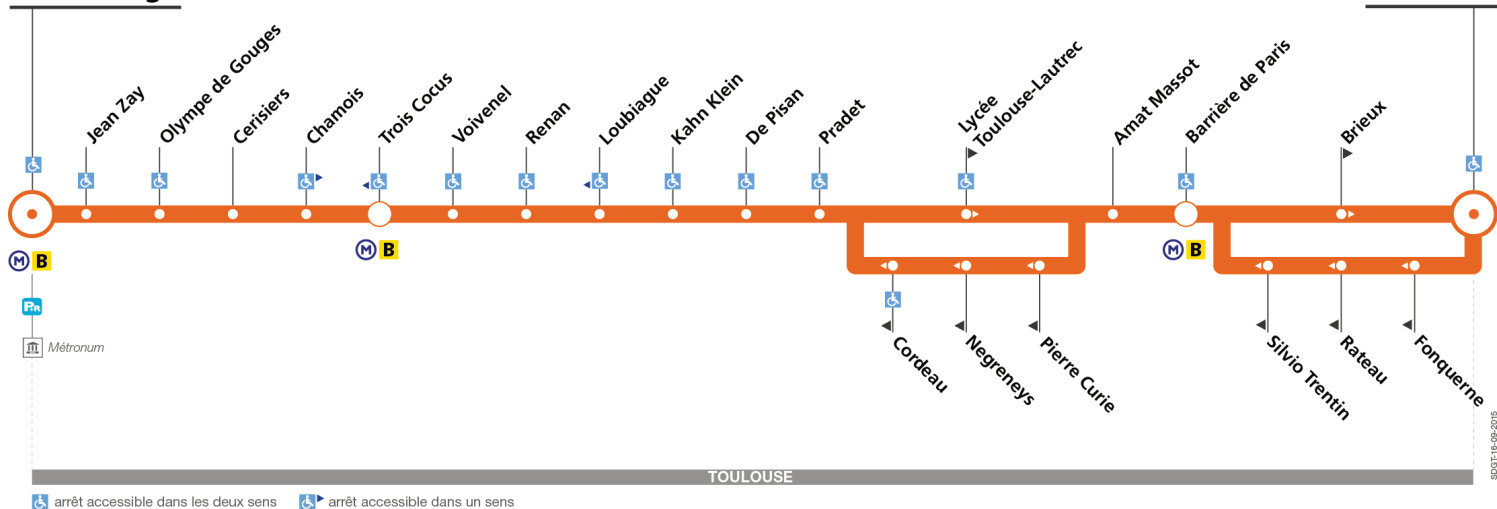 Jean Zay
Olympe de Gouges
Cerisiers
Chamois
Trois Cocus
Voivenel
Renan
Loubiague
Kahn Klein
De Pisan
Pradet
Lycée
Toulouse-Lautrec
Amat Massot
Barrière de Paris
Brieux
M B
M B
M B
P+R
Métronum
Cordeau
Negreneys
Pierre Curie
Silvio Trentin
Rateau
Fonquerne
SDGT-16-09-2015
TOULOUSE
arrêt accessible dans les deux sens
arrêt accessible dans un sens